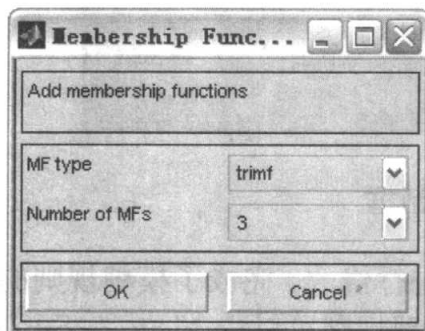 Membership Func...
Add membership functions
MF type
trimf
Number of MFs
3
OK
Cancel